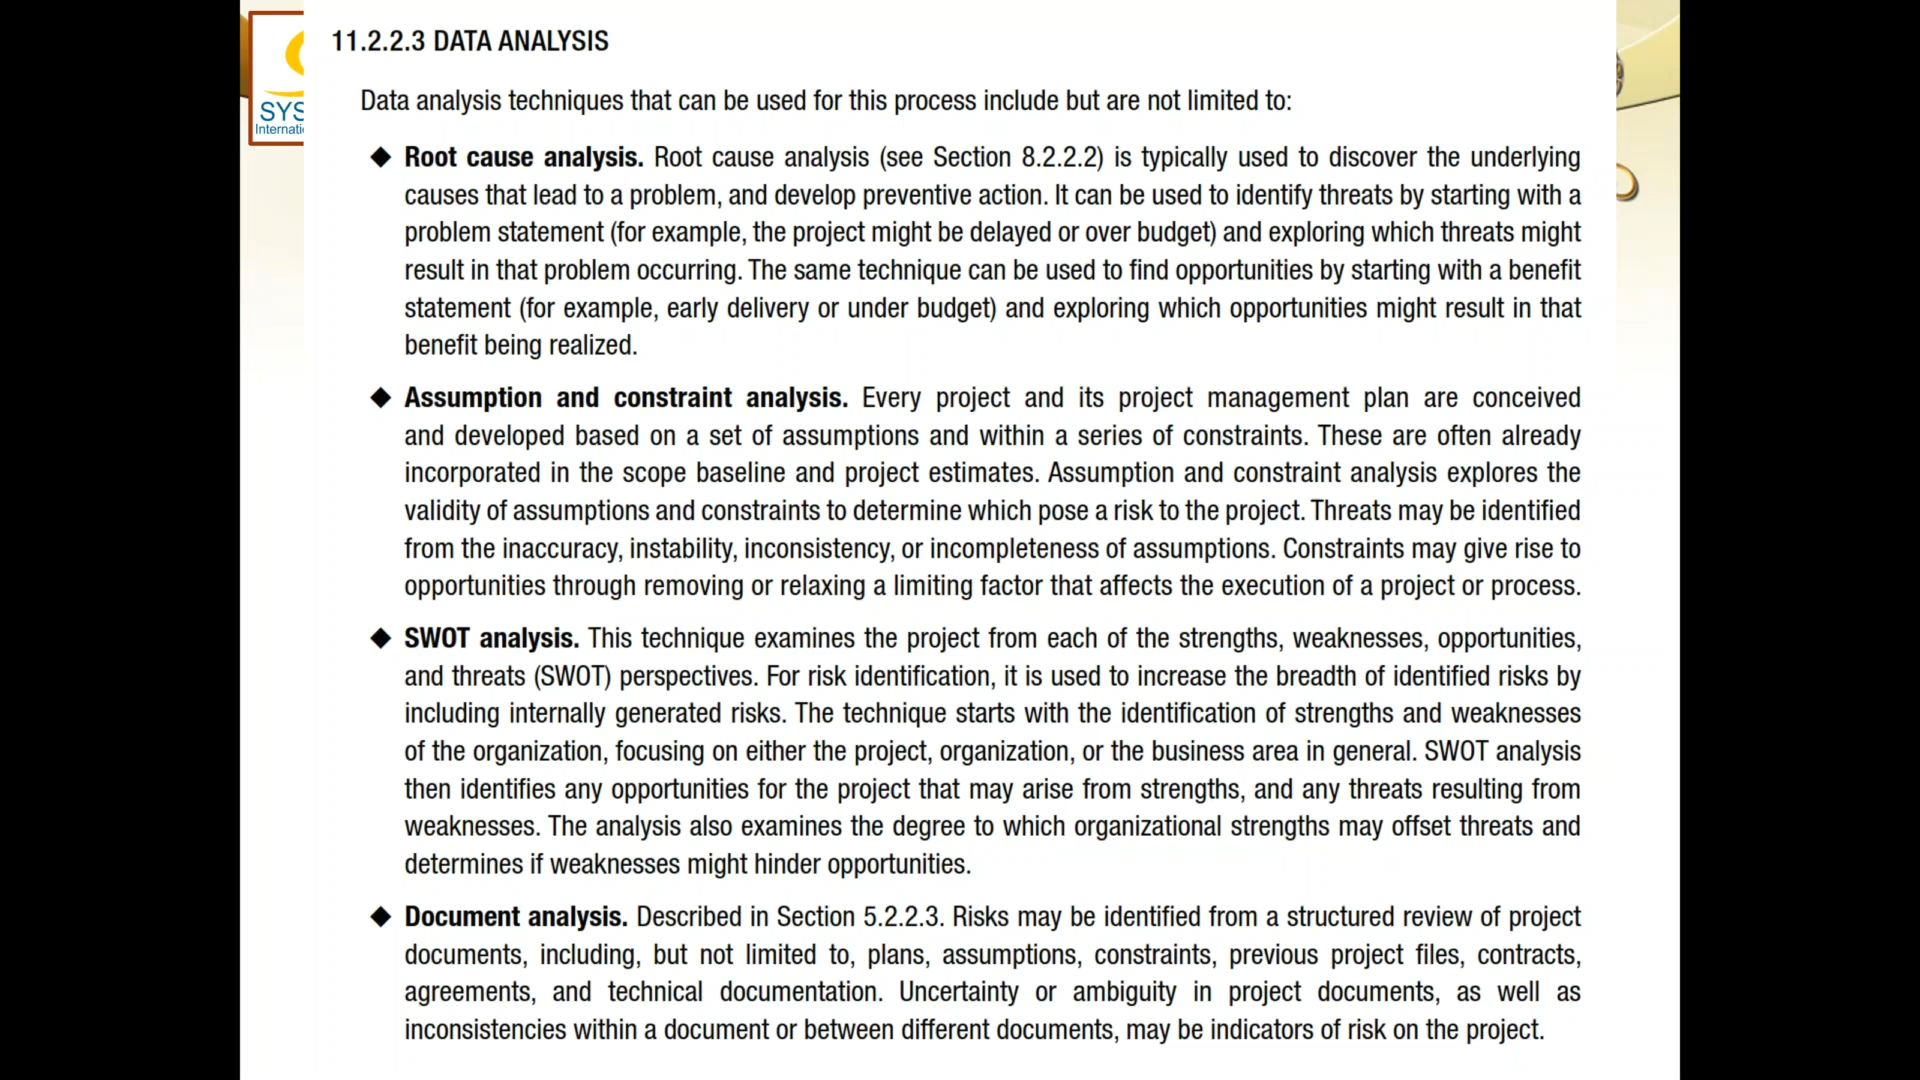 11.2.2.3 DATA ANALYSIS
SYS
Internati
Data analysis techniques that can be used for this process include but are not limited to:
◆ Root cause analysis. Root cause analysis (see Section 8.2.2.2) is typically used to discover the underlying
causes that lead to a problem, and develop preventive action. It can be used to identify threats by starting with a
problem statement (for example, the project might be delayed or over budget) and exploring which threats might
result in that problem occurring. The same technique can be used to find opportunities by starting with a benefit
statement (for example, early delivery or under budget) and exploring which opportunities might result in that
benefit being realized.
◆ Assumption and constraint analysis. Every project and its project management plan are conceived
and developed based on a set of assumptions and within a series of constraints. These are often already
incorporated in the scope baseline and project estimates. Assumption and constraint analysis explores the
validity of assumptions and constraints to determine which pose a risk to the project. Threats may be identified
from the inaccuracy, instability, inconsistency, or incompleteness of assumptions. Constraints may give rise to
opportunities through removing or relaxing a limiting factor that affects the execution of a project or process.
◆ SWOT analysis. This technique examines the project from each of the strengths, weaknesses, opportunities,
and threats (SWOT) perspectives. For risk identification, it is used to increase the breadth of identified risks by
including internally generated risks. The technique starts with the identification of strengths and weaknesses
of the organization, focusing on either the project, organization, or the business area in general. SWOT analysis
then identifies any opportunities for the project that may arise from strengths, and any threats resulting from
weaknesses. The analysis also examines the degree to which organizational strengths may offset threats and
determines if weaknesses might hinder opportunities.
◆ Document analysis. Described in Section 5.2.2.3. Risks may be identified from a structured review of project
documents, including, but not limited to, plans, assumptions, constraints, previous project files, contracts,
agreements, and technical documentation. Uncertainty or ambiguity in project documents, as well as
inconsistencies within a document or between different documents, may be indicators of risk on the project.